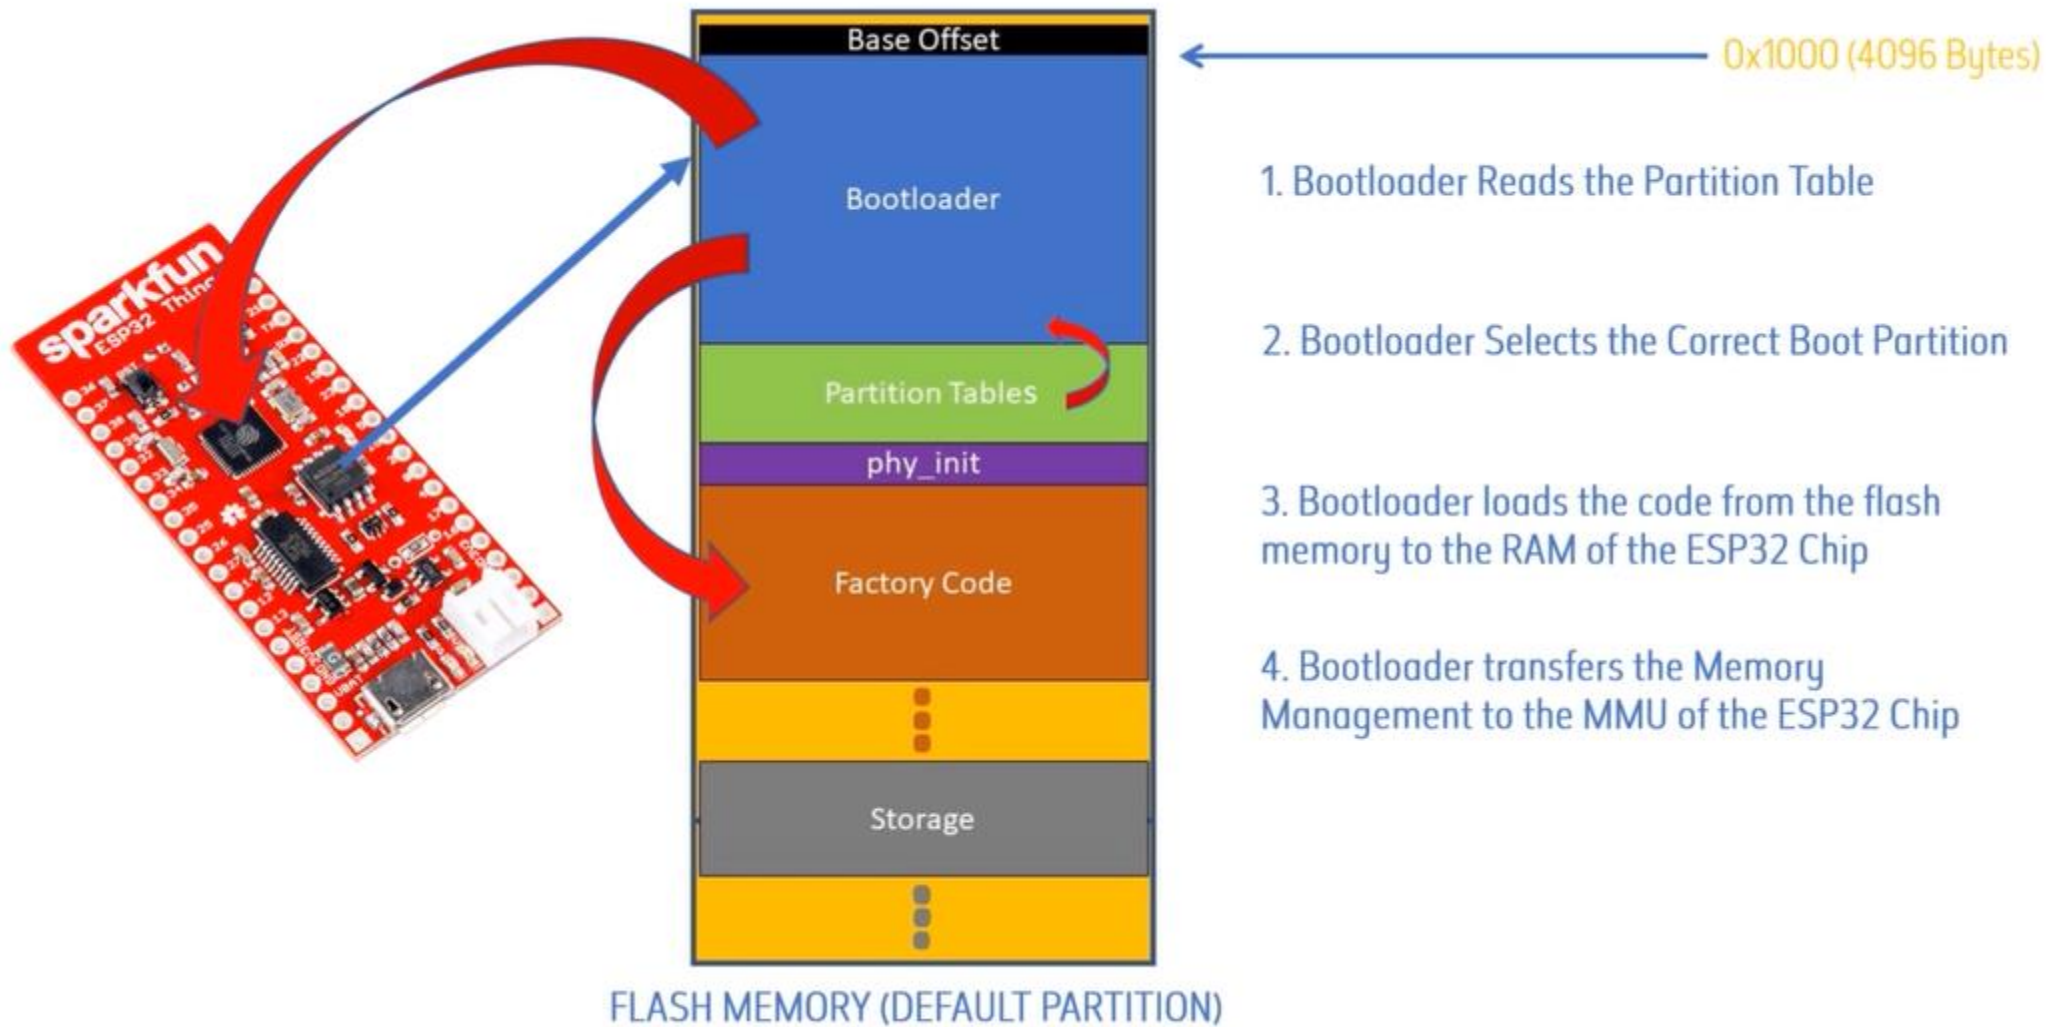 Base Offset
0x1000 (4096 Bytes)
Bootloader
Partition Tables
phy_init
Factory Code
Storage
FLASH MEMORY (DEFAULT PARTITION)
1. Bootloader Reads the Partition Table
2. Bootloader Selects the Correct Boot Partition
3. Bootloader loads the code from the flash
memory to the RAM of the ESP32 Chip
4. Bootloader transfers the Memory
Management to the MMU of the ESP32 Chip
sparkfun
ESP32 Thing
VBAT